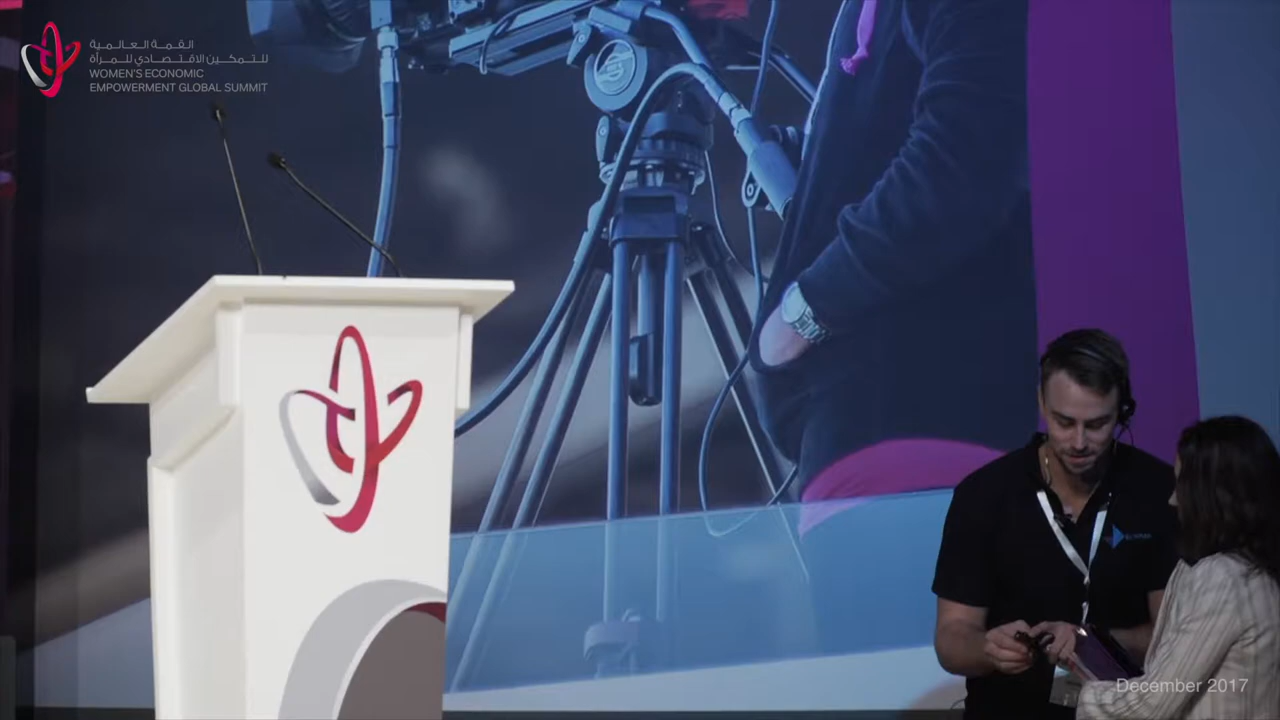 القمة العالمية
للتمكين الاقتصادي للمرأة
WOMEN'S ECONOMIC
EMPOWERMENT GLOBAL SUMMIT
December 2017